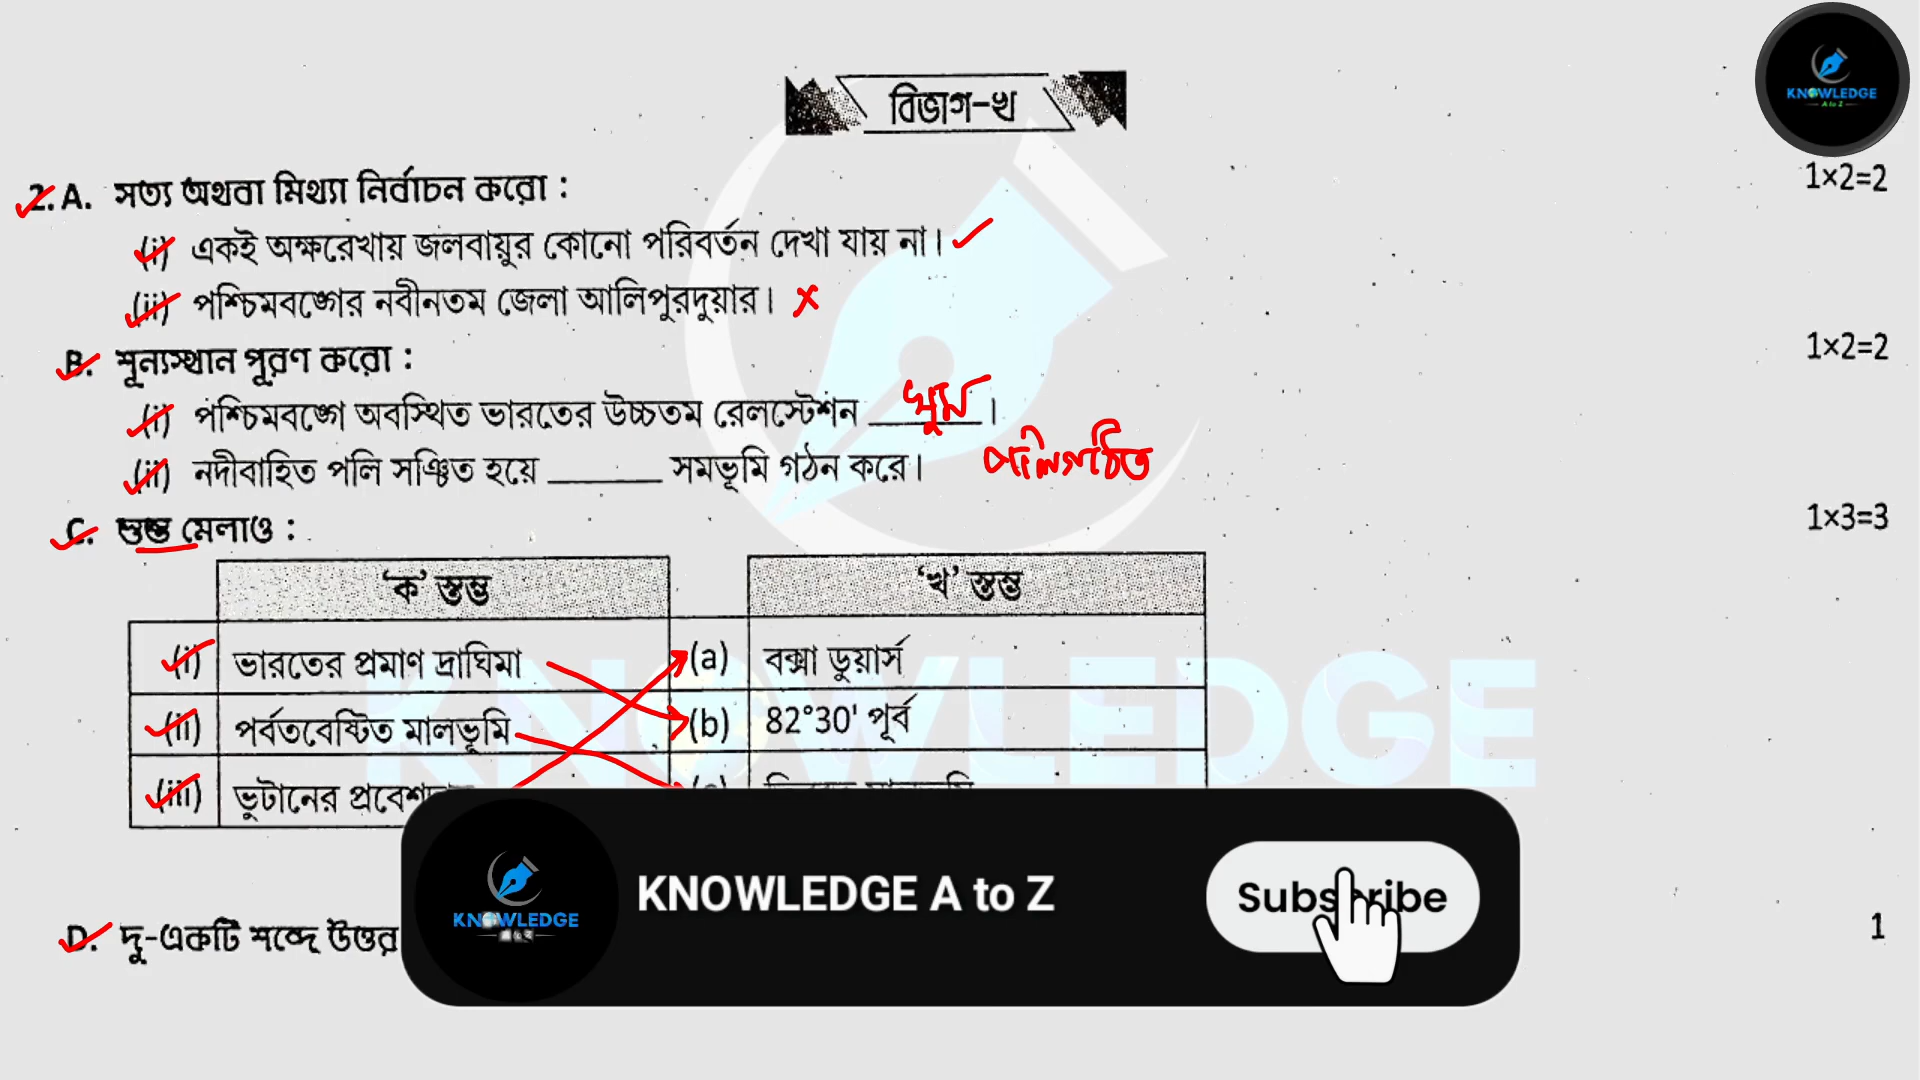 বিভাগ-খ
KNOWLEDGE
A to Z
2. A. সত্য অথবা মিথ্যা নির্বাচন করো : 1×2=2
(i) একই অক্ষরেখায় জলবায়ুর কোনো পরিবর্তন দেখা যায় না।
(ii) পশ্চিমবঙ্গের নবীনতম জেলা আলিপুরদুয়ার। ×
B. শূন্যস্থান পূরণ করো : 1×2=2
(i) পশ্চিমবঙ্গে অবস্থিত ভারতের উচ্চতম রেলস্টেশন ঘুম।
(ii) নদীবাহিত পলি সঞ্চিত হয়ে ______ সমভূমি গঠন করে। পলিগঠিত
C. স্তম্ভ মেলাও : 1×3=3
'ক' স্তম্ভ 'খ' স্তম্ভ
(i) ভারতের প্রমাণ দ্রাঘিমা (a) বক্সা ডুয়ার্স
(ii) পর্বতবেষ্টিত মালভূমি (b) 82°30' পূর্ব
(iii) ভুটানের
KNOWLEDGE
KNOWLEDGE A to Z
Subscribe
KNOWLEDGE
D. দু-একটি শব্দে উত্তর 1